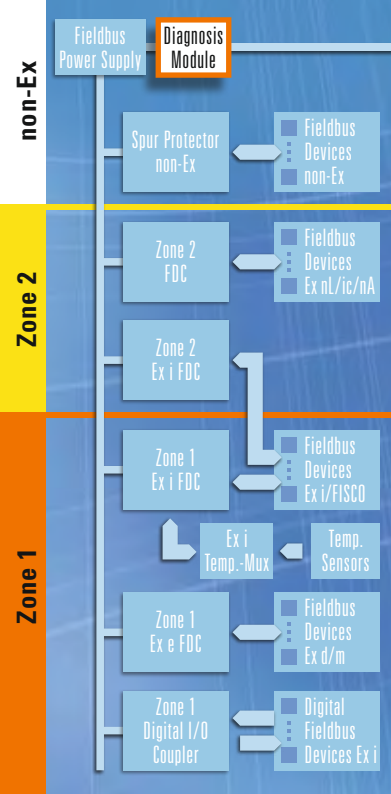 non-Ex
Fieldbus
Power Supply
Diagnosis
Module
Spur Protector
non-Ex
Fieldbus
Devices
non-Ex
Zone 2
Zone 2
FDC
Fieldbus
Devices
Ex nL/ic/nA
Zone 2
Ex i FDC
Zone 1
Zone 1
Ex i FDC
Fieldbus
Devices
Ex i/FISCO
Ex i
Temp.-Mux
Temp.
Sensors
Zone 1
Ex e FDC
Fieldbus
Devices
Ex d/m
Zone 1
Digital I/O
Coupler
Digital
Fieldbus
Devices Ex i